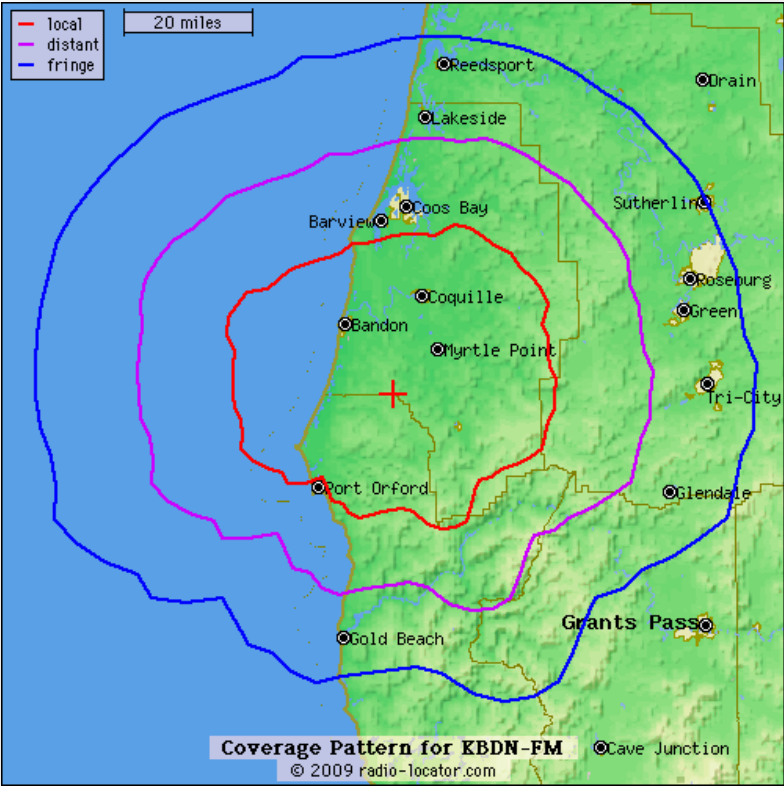 local
distant
fringe
20 miles
Reedsport
Drain
Lakeside
Sutherlin
Coos Bay
Barview
Roseburg
Coquille
Green
Bandon
Myrtle Point
Tri-City
Port Orford
Glendale
Grants Pass
Gold Beach
Coverage Pattern for KBDN-FM
Cave Junction
© 2009 radio-locator.com